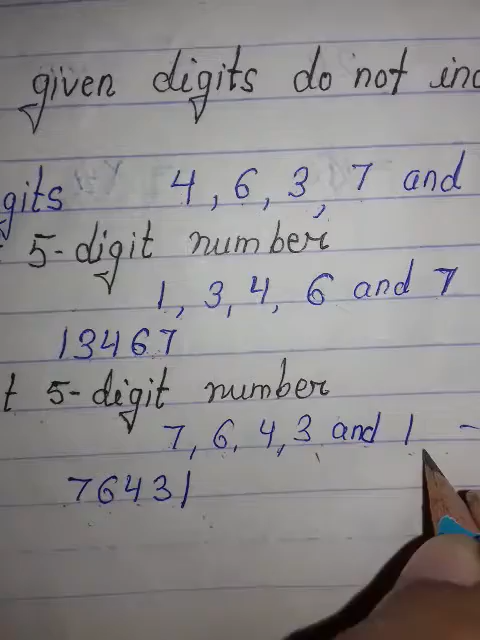 given digits do not inc
gits 4, 6, 3, 7 and
5-digit number
1, 3, 4, 6 and 7
13467
t 5-digit number
7, 6, 4, 3 and 1 -
76431